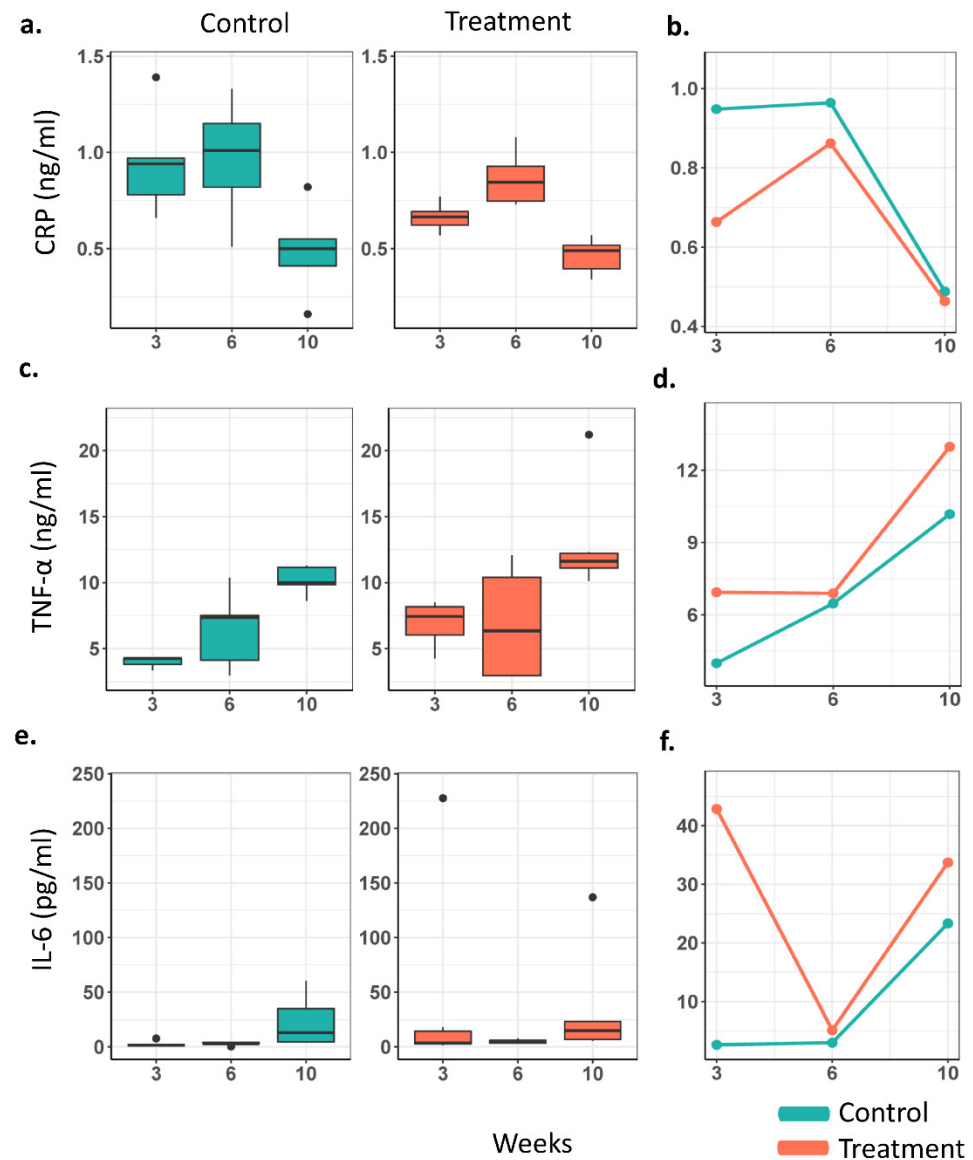 a. Control Treatment b.
CRP (ng/ml)
1.5 1.5
1.0 1.0 1.0
0.8
0.5 0.5 0.6
0.4
3 6 10 3 6 10 3 6 10
c. d.
TNF-α (ng/ml)
20 20
15 15 12
10 10 9
5 5 6
3 6 10 3 6 10 3 6 10
e. f.
IL-6 (pg/ml)
250 250
200 200 40
150 150 30
100 100 20
50 50 10
0 0
3 6 10 3 6 10 3 6 10
Control
Weeks Treatment